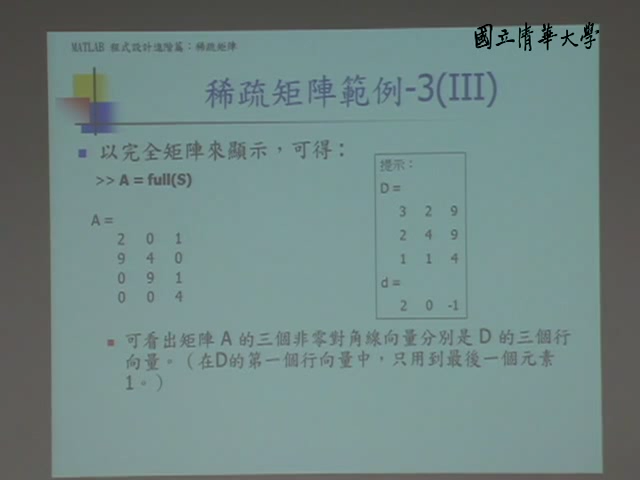 MATLAB 程式設計進階篇：稀疏矩陣
國立清華大學
稀疏矩陣範例-3(III)
以完全矩陣來顯示，可得：
>> A = full(S)
A =
2 0 1
9 4 0
0 9 1
0 0 4
提示：
D =
3 2 9
2 4 9
1 1 4
d =
2 0 -1
可看出矩陣 A 的三個非零對角線向量分別是 D 的三個行
向量。（在D的第一個行向量中，只用到最後一個元素
1。）